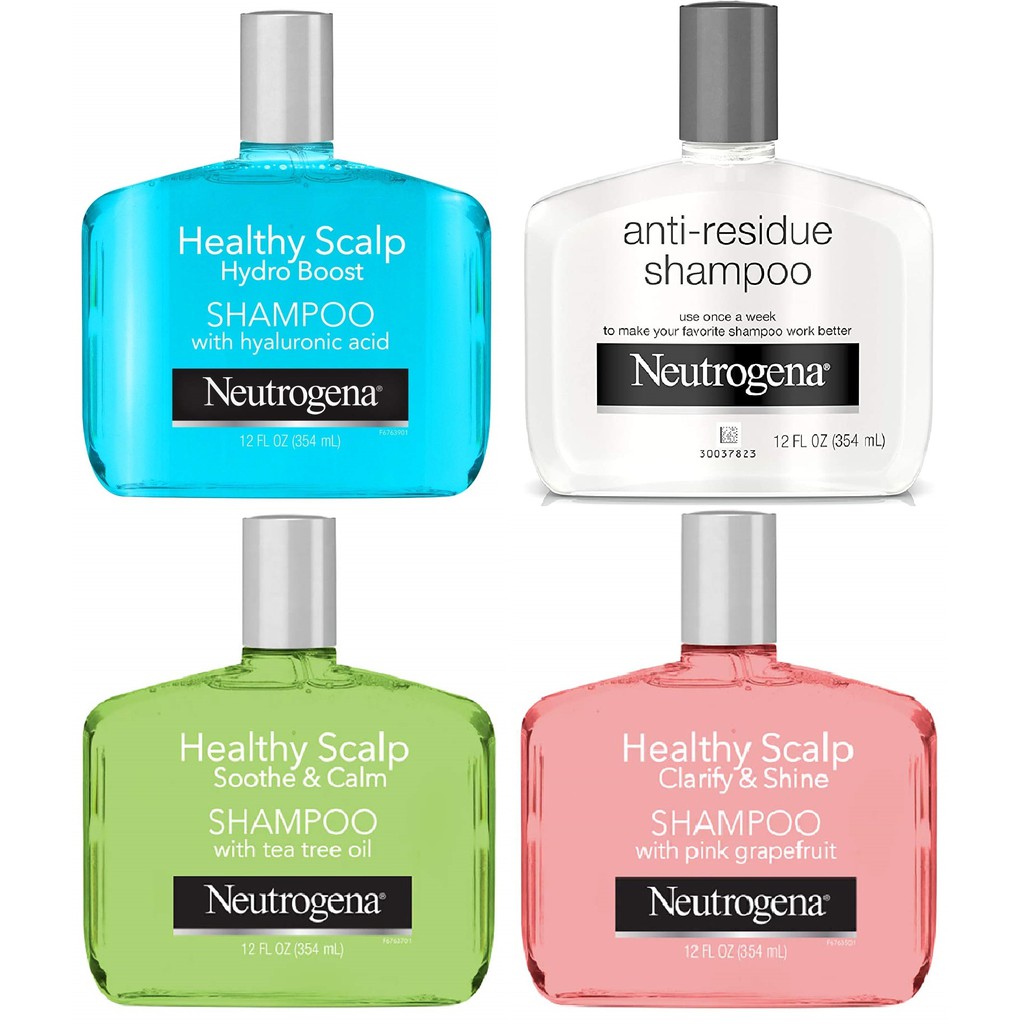 Healthy Scalp
Hydro Boost
SHAMPOO
with hyaluronic acid
Neutrogena®
F6763901
12 FL OZ (354 mL)
anti-residue
shampoo
use once a week
to make your favorite shampoo work better
Neutrogena®
30037823
12 FL OZ (354 mL)
Healthy Scalp
Soothe & Calm
SHAMPOO
with tea tree oil
Neutrogena®
F6763701
12 FL OZ (354 mL)
Healthy Scalp
Clarify & Shine
SHAMPOO
with pink grapefruit
Neutrogena®
12 FL OZ (354 mL)